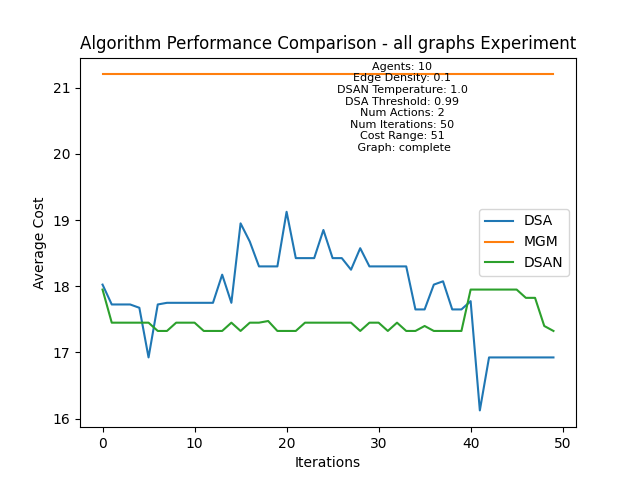 Algorithm Performance Comparison - all graphs Experiment
Agents: 10
Edge Density: 0.1
DSAN Temperature: 1.0
DSA Threshold: 0.99
Num Actions: 2
Num Iterations: 50
Cost Range: 51
Graph: complete
21
20
19
18
17
16
Average Cost
DSA
MGM
DSAN
0 10 20 30 40 50
Iterations